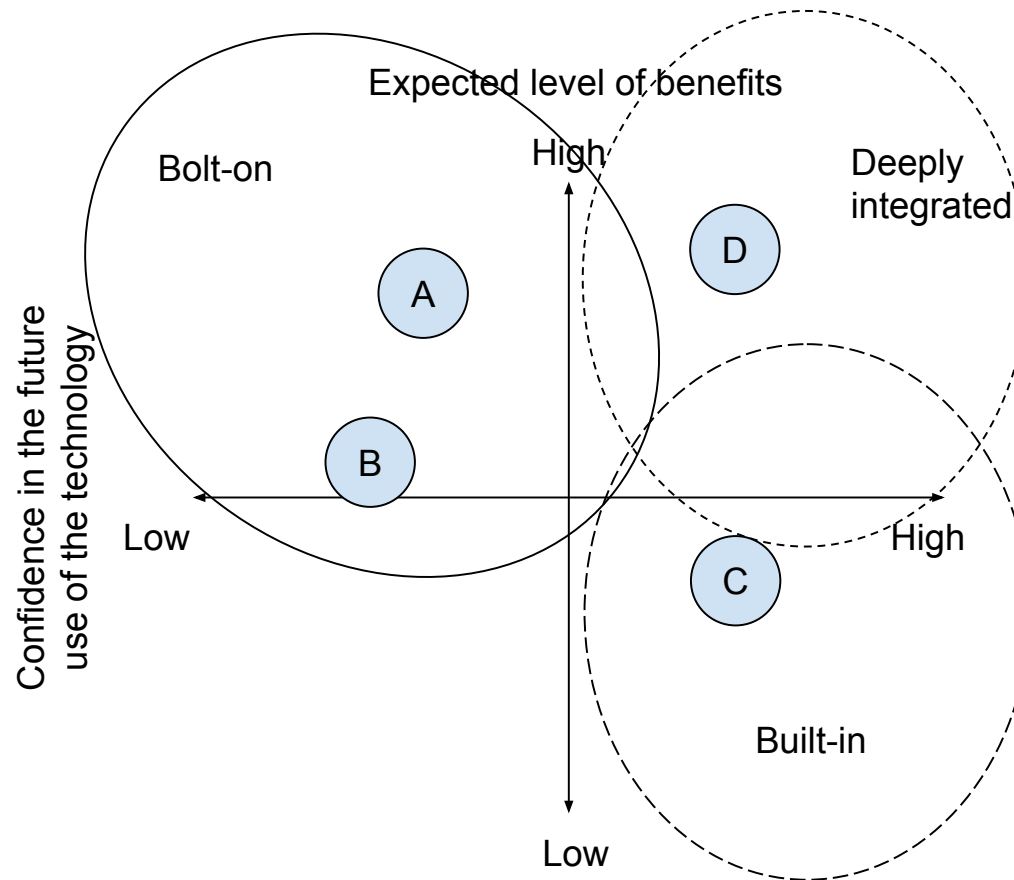 Expected level of benefits
High
Bolt-on
Deeply
integrated
D
A
Confidence in the future
use of the technology
B
Low
High
C
Built-in
Low